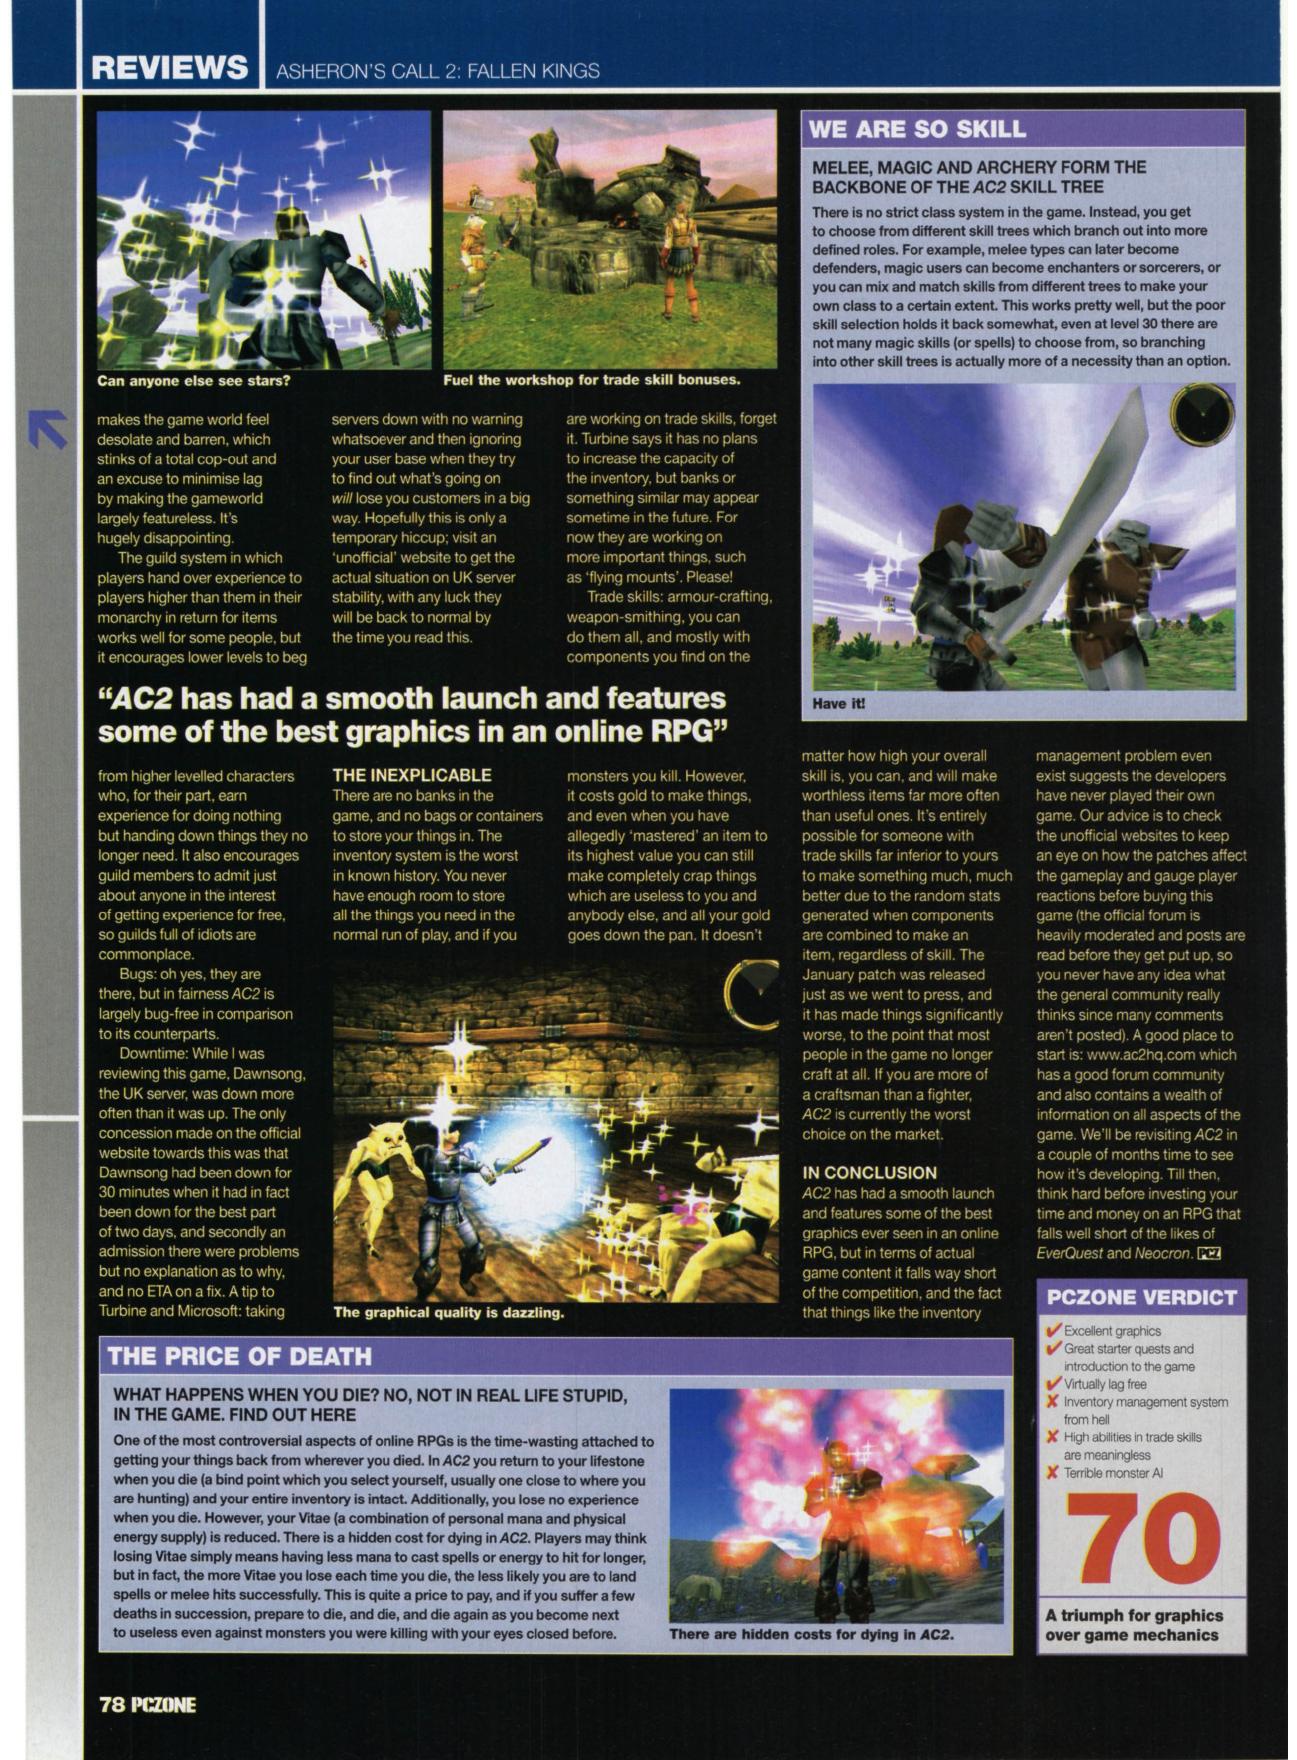 REVIEWS
ASHERON'S CALL 2: FALLEN KINGS
Can anyone else see stars?
Fuel the workshop for trade skill bonuses.
makes the game world feel
desolate and barren, which
stinks of a total cop-out and
an excuse to minimise lag
by making the gameworld
largely featureless. It's
hugely disappointing.
The guild system in which
players hand over experience to
players higher than them in their
monarchy in return for items
works well for some people, but
it encourages lower levels to beg
servers down with no warning
whatsoever and then ignoring
your user base when they try
to find out what's going on
will lose you customers in a big
way. Hopefully this is only a
temporary hiccup; visit an
'unofficial' website to get the
actual situation on UK server
stability, with any luck they
will be back to normal by
the time you read this.
are working on trade skills, forget
it. Turbine says it has no plans
to increase the capacity of
the inventory, but banks or
something similar may appear
sometime in the future. For
now they are working on
more important things, such
as 'flying mounts'. Please!
Trade skills: armour-crafting,
weapon-smithing, you can
do them all, and mostly with
components you find on the
"AC2 has had a smooth launch and features
some of the best graphics in an online RPG"
from higher levelled characters
who, for their part, earn
experience for doing nothing
but handing down things they no
longer need. It also encourages
guild members to admit just
about anyone in the interest
of getting experience for free,
so guilds full of idiots are
commonplace.
Bugs: oh yes, they are
there, but in fairness AC2 is
largely bug-free in comparison
to its counterparts.
Downtime: While I was
reviewing this game, Dawnsong,
the UK server, was down more
often than it was up. The only
concession made on the official
website towards this was that
Dawnsong had been down for
30 minutes when it had in fact
been down for the best part
of two days, and secondly an
admission there were problems
but no explanation as to why,
and no ETA on a fix. A tip to
Turbine and Microsoft: taking
THE INEXPLICABLE
There are no banks in the
game, and no bags or containers
to store your things in. The
inventory system is the worst
in known history. You never
have enough room to store
all the things you need in the
normal run of play, and if you
monsters you kill. However,
it costs gold to make things,
and even when you have
allegedly 'mastered' an item to
its highest value you can still
make completely crap things
which are useless to you and
anybody else, and all your gold
goes down the pan. It doesn't
The graphical quality is dazzling.
WE ARE SO SKILL
MELEE, MAGIC AND ARCHERY FORM THE
BACKBONE OF THE AC2 SKILL TREE
There is no strict class system in the game. Instead, you get
to choose from different skill trees which branch out into more
defined roles. For example, melee types can later become
defenders, magic users can become enchanters or sorcerers, or
you can mix and match skills from different trees to make your
own class to a certain extent. This works pretty well, but the poor
skill selection holds it back somewhat, even at level 30 there are
not many magic skills (or spells) to choose from, so branching
into other skill trees is actually more of a necessity than an option.
Have it!
matter how high your overall
skill is, you can, and will make
worthless items far more often
than useful ones. It's entirely
possible for someone with
trade skills far inferior to yours
to make something much, much
better due to the random stats
generated when components
are combined to make an
item, regardless of skill. The
January patch was released
just as we went to press, and
it has made things significantly
worse, to the point that most
people in the game no longer
craft at all. If you are more of
a craftsman than a fighter,
AC2 is currently the worst
choice on the market.
IN CONCLUSION
AC2 has had a smooth launch
and features some of the best
graphics ever seen in an online
RPG, but in terms of actual
game content it falls way short
of the competition, and the fact
that things like the inventory
management problem even
exist suggests the developers
have never played their own
game. Our advice is to check
the unofficial websites to keep
an eye on how the patches affect
the gameplay and gauge player
reactions before buying this
game (the official forum is
heavily moderated and posts are
read before they get put up, so
you never have any idea what
the general community really
thinks since many comments
aren't posted). A good place to
start is: www.ac2hq.com which
has a good forum community
and also contains a wealth of
information on all aspects of the
game. We'll be revisiting AC2 in
a couple of months time to see
how it's developing. Till then,
think hard before investing your
time and money on an RPG that
falls well short of the likes of
EverQuest and Neocron. PCZ
THE PRICE OF DEATH
WHAT HAPPENS WHEN YOU DIE? NO, NOT IN REAL LIFE STUPID,
IN THE GAME. FIND OUT HERE
One of the most controversial aspects of online RPGs is the time-wasting attached to
getting your things back from wherever you died. In AC2 you return to your lifestone
when you die (a bind point which you select yourself, usually one close to where you
are hunting) and your entire inventory is intact. Additionally, you lose no experience
when you die. However, your Vitae (a combination of personal mana and physical
energy supply) is reduced. There is a hidden cost for dying in AC2. Players may think
losing Vitae simply means having less mana to cast spells or energy to hit for longer,
but in fact, the more Vitae you lose each time you die, the less likely you are to land
spells or melee hits successfully. This is quite a price to pay, and if you suffer a few
deaths in succession, prepare to die, and die, and die again as you become next
to useless even against monsters you were killing with your eyes closed before.
There are hidden costs for dying in AC2.
PCZONE VERDICT
Excellent graphics
Great starter quests and
introduction to the game
Virtually lag free
Inventory management system
from hell
High abilities in trade skills
are meaningless
Terrible monster AI
70
A triumph for graphics
over game mechanics
78 PCZONE